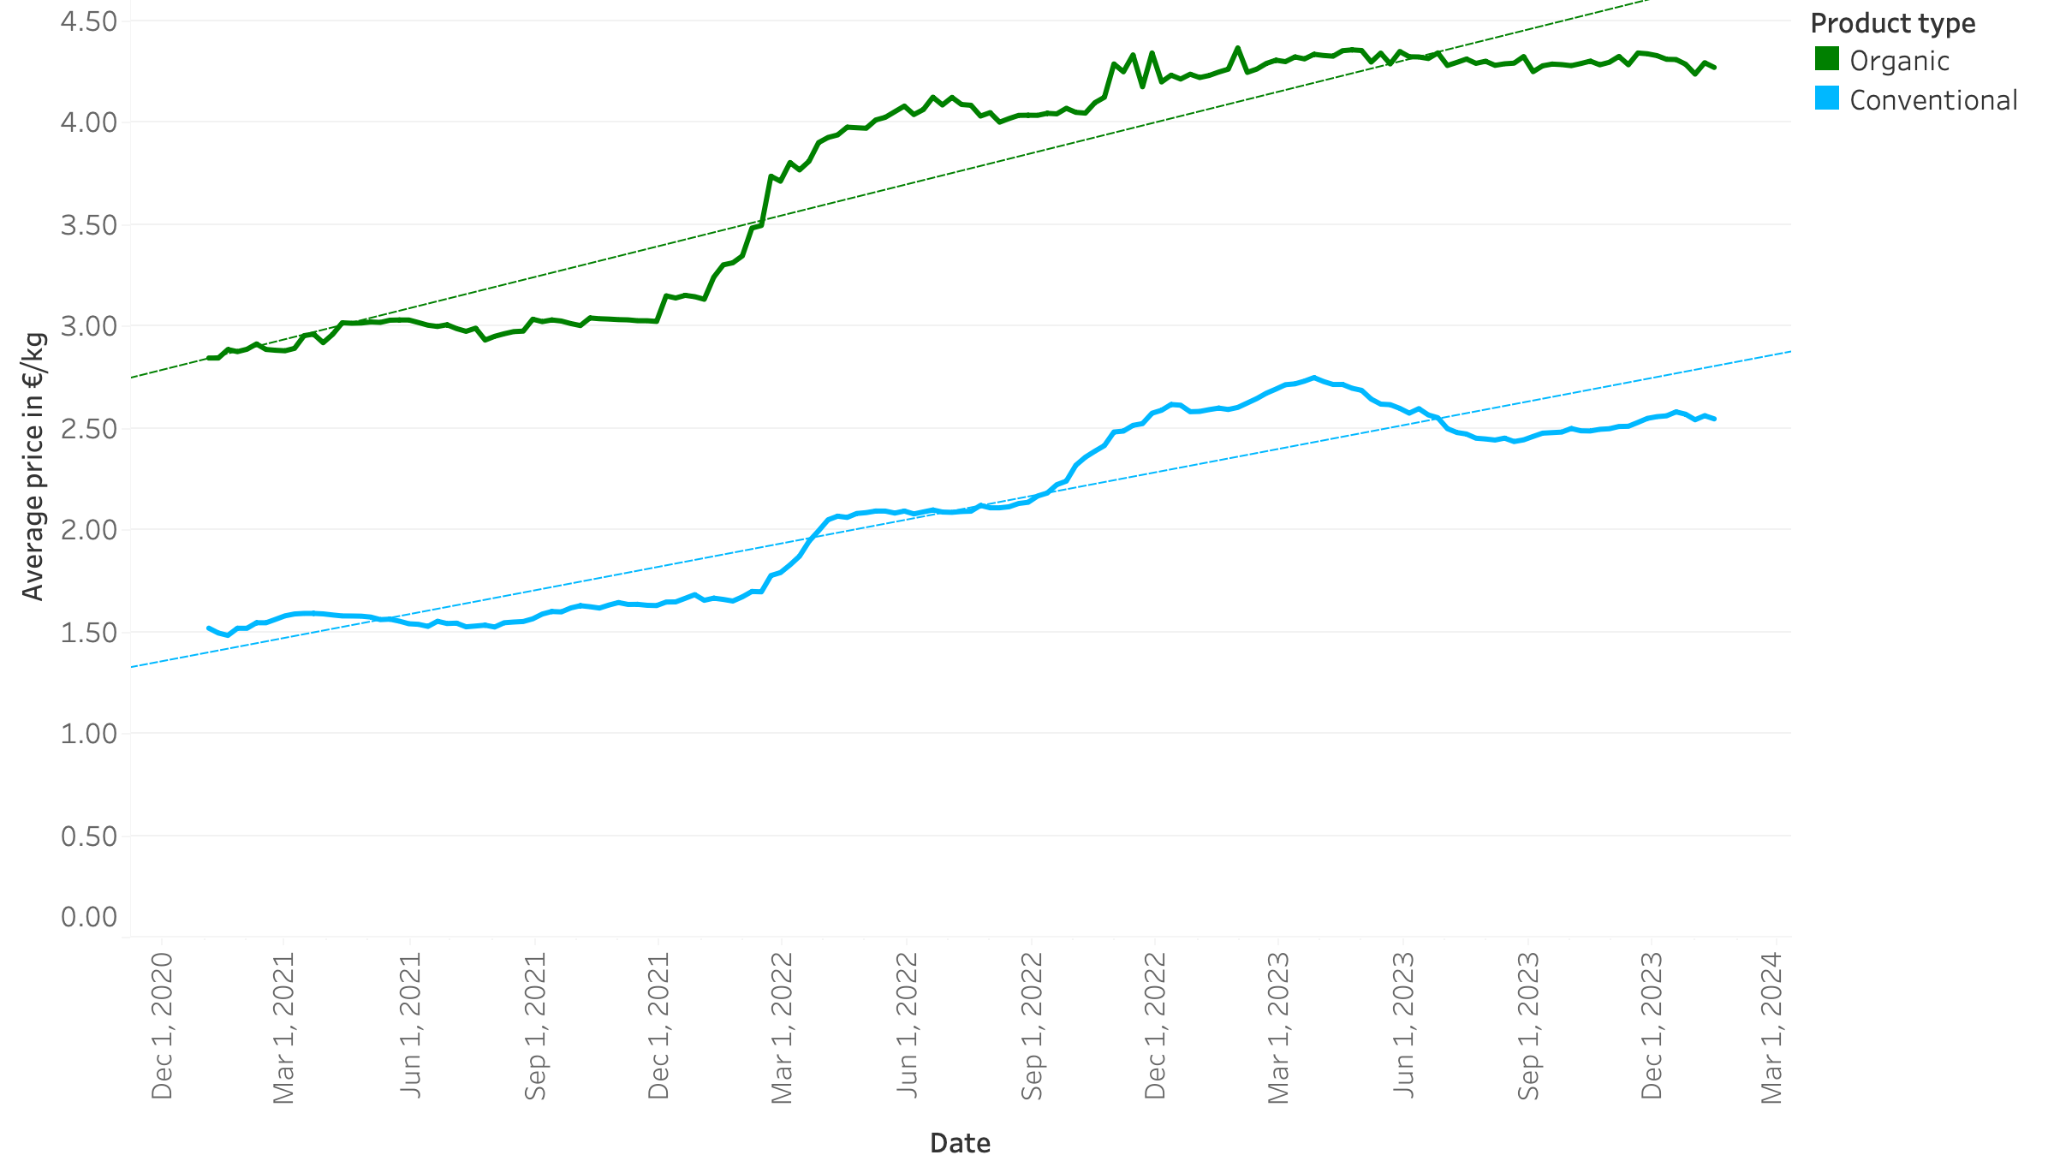 Product type
Organic
Conventional
Average price in €/kg
4.50
4.00
3.50
3.00
2.50
2.00
1.50
1.00
0.50
0.00
Dec 1, 2020
Mar 1, 2021
Jun 1, 2021
Sep 1, 2021
Dec 1, 2021
Mar 1, 2022
Jun 1, 2022
Sep 1, 2022
Dec 1, 2022
Mar 1, 2023
Jun 1, 2023
Sep 1, 2023
Dec 1, 2023
Mar 1, 2024
Date